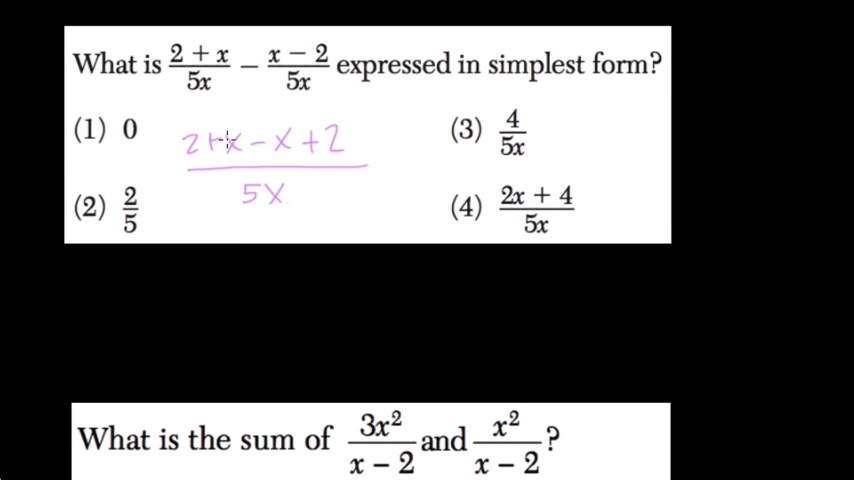 What is (2 + x)/(5x) − (x − 2)/(5x) expressed in simplest form?
(1) 0
(3) 4/(5x)
(2+x−x+2)/(5x)
(2) 2/5
(4) (2x + 4)/(5x)
What is the sum of 3x²/(x − 2) and x²/(x − 2)?